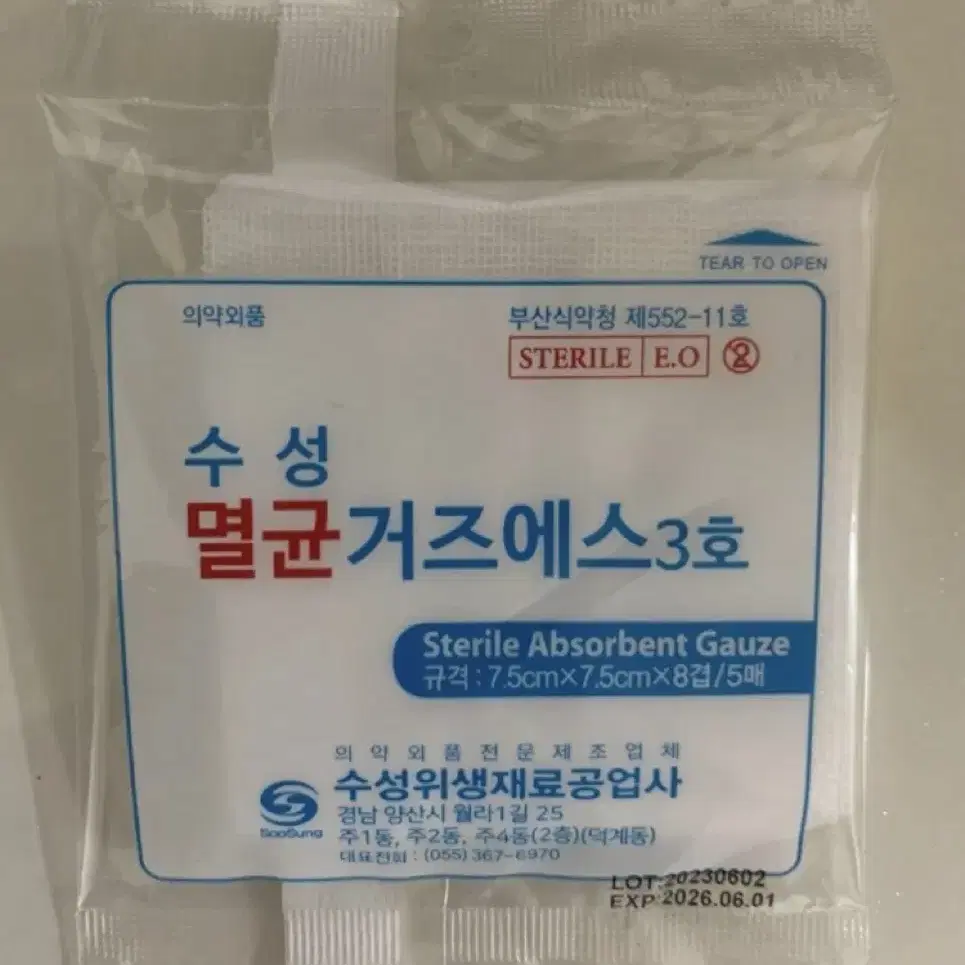 TEAR TO OPEN
의약외품
부산식약청 제552-11호
STERILE E.O 2
수성
멸균거즈에스3호
Sterile Absorbent Gauze
규격 : 7.5cm×7.5cm×8겹/5매
의약외품전문제조업체
수성위생재료공업사
SooSung
경남 양산시 월라1길 25
주1동, 주2동, 주4동(2층)(덕계동)
대표전화 : (055) 367-6970
LOT:20230602
EXP:2026.06.01